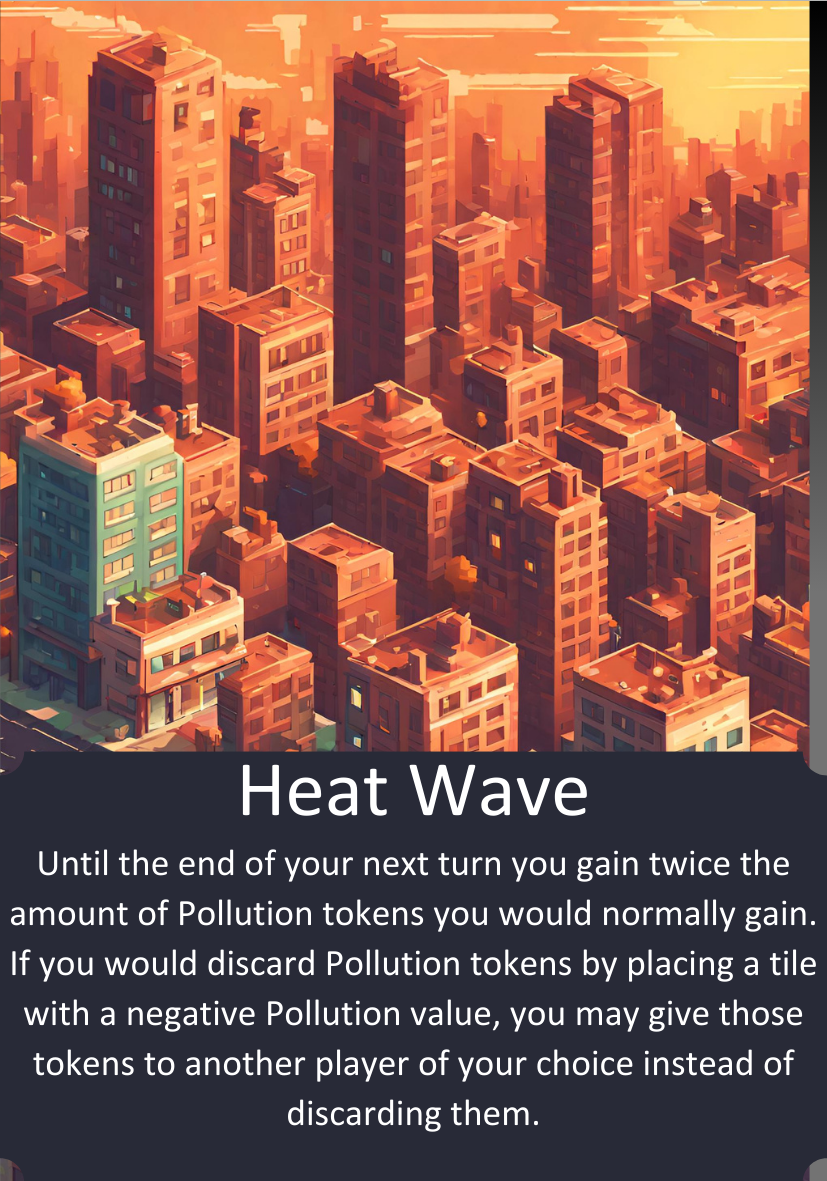 Heat Wave
Until the end of your next turn you gain twice the
amount of Pollution tokens you would normally gain.
If you would discard Pollution tokens by placing a tile
with a negative Pollution value, you may give those
tokens to another player of your choice instead of
discarding them.